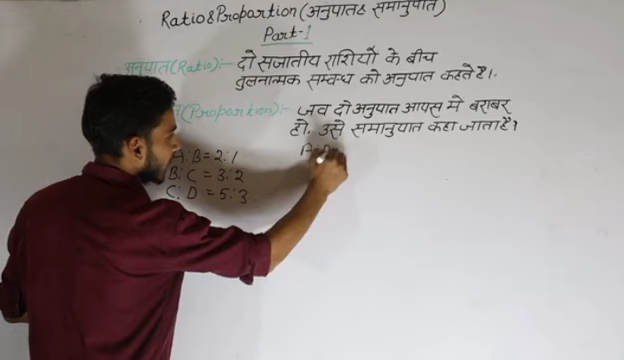 Ratio & Propartion (अनुपात & समानुपात)
Part-1
अनुपात (Ratio):- दो सजातीय राशियों के बीच
तुलनात्मक सम्बन्ध को अनुपात कहते है।
(Proportion):- जब दो अनुपात आपस मे बराबर
हो. उसे समानुपात कहा जाता है?
A:B = 2:1
B:C = 3:2
C:D = 5:3